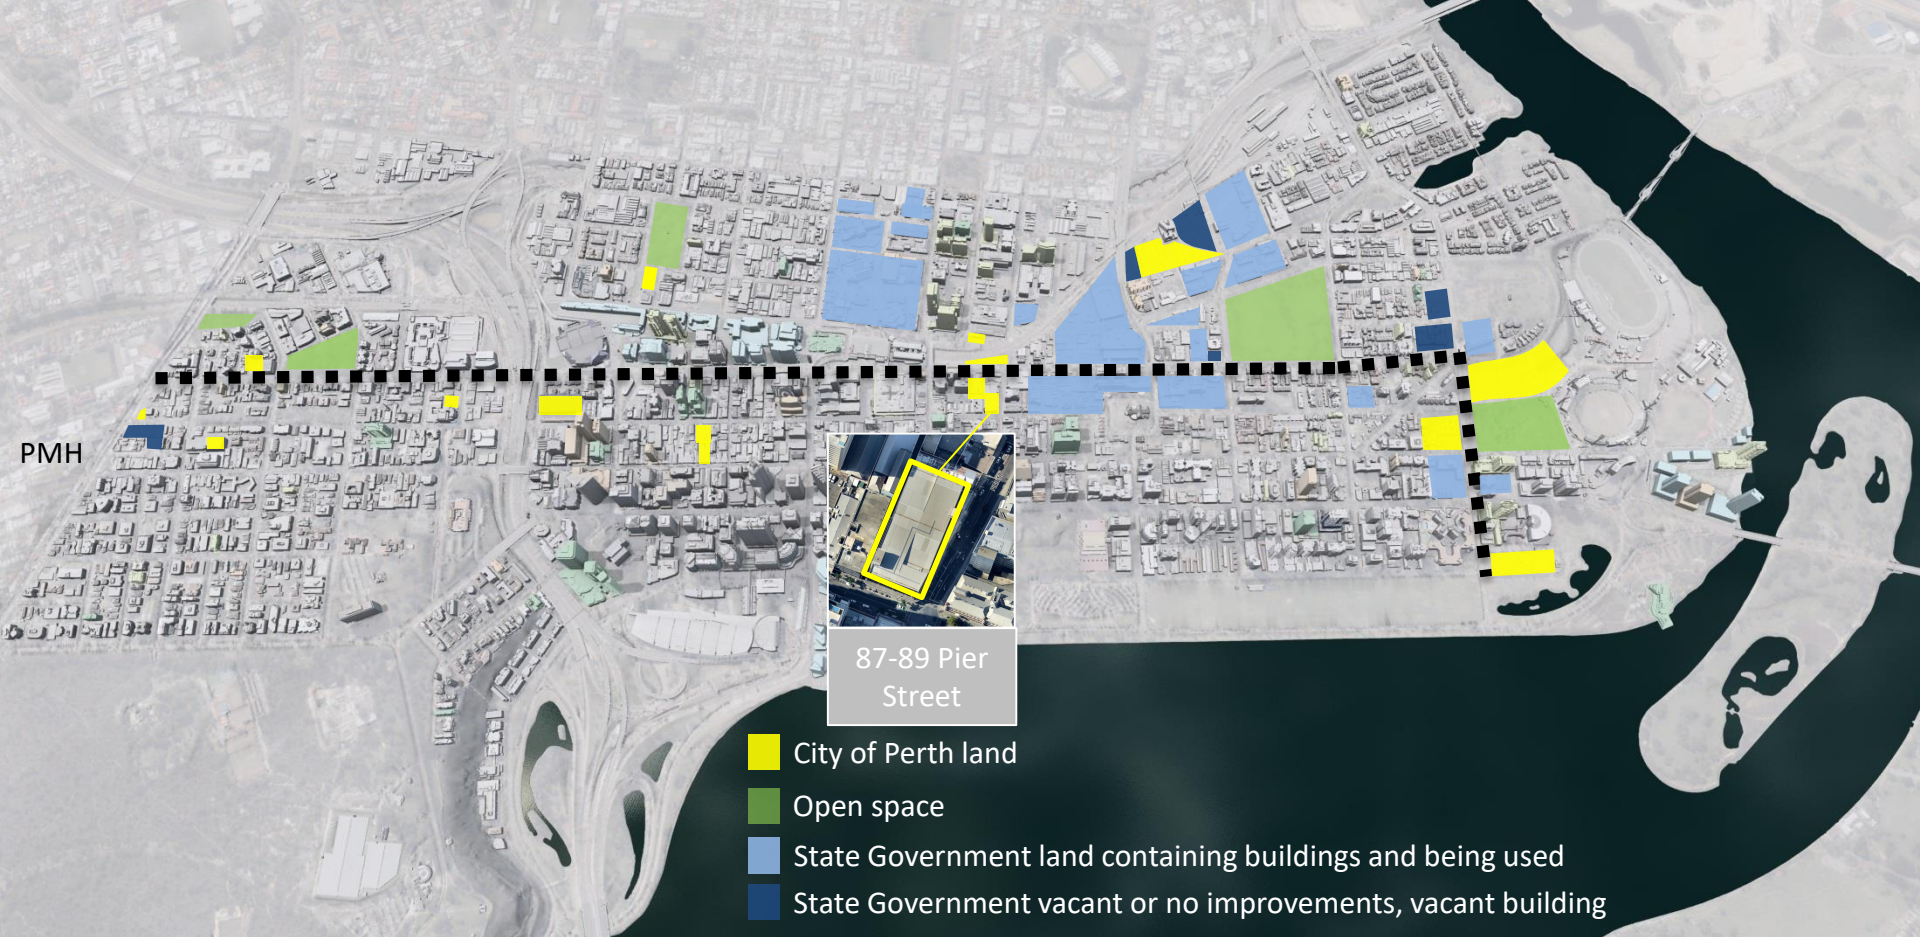 PMH
87-89 Pier
Street
City of Perth land
Open space
State Government land containing buildings and being used
State Government vacant or no improvements, vacant building